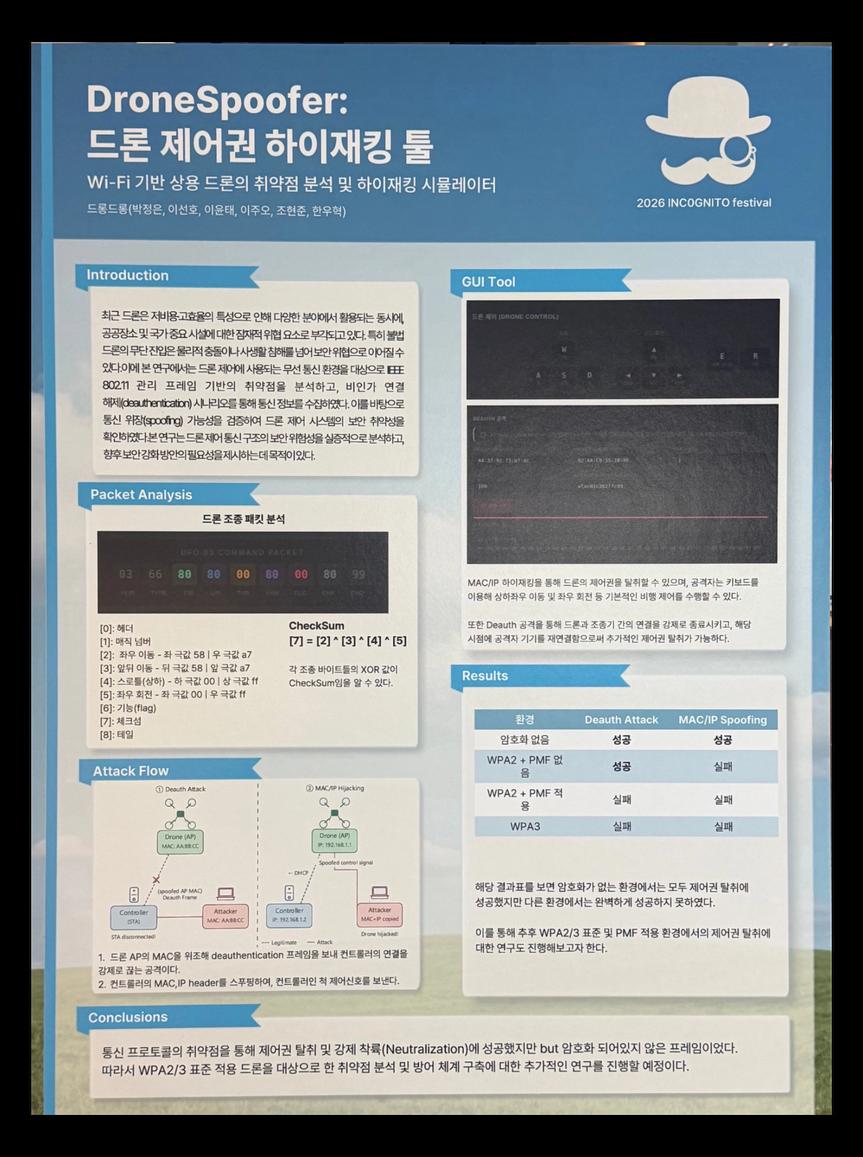 DroneSpoofer:
드론 제어권 하이재킹 툴
Wi-Fi 기반 상용 드론의 취약점 분석 및 하이재킹 시뮬레이터
드롱드롱(박정은, 이선호, 이윤태, 이주오, 조현준, 한우혁)
2026 INC0GNITO festival
Introduction
최근 드론은 저비용·고효율의 특성으로 인해 다양한 분야에서 활용되는 동시에,
공공장소 및 국가 중요 시설에 대한 잠재적 위협 요소로 부각되고 있다. 특히 불법
드론의 무단 진입은 물리적 충돌이나 사생활 침해를 넘어 보안 위협으로 이어질 수
있다.이에 본 연구에서는 드론 제어에 사용되는 무선 통신 환경을 대상으로 IEEE
802.11 관리 프레임 기반의 취약점을 분석하고, 비인가 연결
해제(deauthentication) 시나리오를 통해 통신 정보를 수집하였다. 이를 바탕으로
통신 위장(spoofing) 가능성을 검증하여 드론 제어 시스템의 보안 취약성을
확인하였다.본 연구는 드론 제어 통신 구조의 보안 위험성을 실증적으로 분석하고,
향후 보안 강화 방안의 필요성을 제시하는 데 목적이 있다.
Packet Analysis
드론 조종 패킷 분석
UFO-03 COMMAND PACKET
03 66 80 80 00 80 00 80 99
[0]: 헤더
[1]: 매직 넘버
[2]: 좌우 이동 - 좌 극값 58 | 우 극값 a7
[3]: 앞뒤 이동 - 뒤 극값 58 | 앞 극값 a7
[4]: 스로틀(상하) - 하 극값 00 | 상 극값 ff
[5]: 좌우 회전 - 좌 극값 00 | 우 극값 ff
[6]: 기능(flag)
[7]: 체크섬
[8]: 테일
CheckSum
[7] = [2] ^ [3] ^ [4] ^ [5]
각 조종 바이트들의 XOR 값이
CheckSum임을 알 수 있다.
Attack Flow
① Deauth Attack
Drone (AP)
MAC: AA:BB:CC
(spoofed AP MAC)
Deauth Frame
Controller
(STA)
Attacker
MAC: AA:BB:CC
STA disconnected!
② MAC/IP Hijacking
Drone (AP)
IP: 192.168.1.1
Spoofed control signal
← DHCP
Controller
IP: 192.168.1.2
Attacker
MAC+IP copied
Drone hijacked!
Legitimate
Attack
1. 드론 AP의 MAC을 위조해 deauthentication 프레임을 보내 컨트롤러의 연결을
강제로 끊는 공격이다.
2. 컨트롤러의 MAC,IP header를 스푸핑하여, 컨트롤러인 척 제어신호를 보낸다.
GUI Tool
드론 제어 (DRONE CONTROL)
W
▲
E R
A S D
◄ ▼ ►
DEAUTH 공격
MAC/IP 하이재킹을 통해 드론의 제어권을 탈취할 수 있으며, 공격자는 키보드를
이용해 상하좌우 이동 및 좌우 회전 등 기본적인 비행 제어를 수행할 수 있다.
또한 Deauth 공격을 통해 드론과 조종기 간의 연결을 강제로 종료시키고, 해당
시점에 공격자 기기를 재연결함으로써 추가적인 제어권 탈취가 가능하다.
Results
환경 Deauth Attack MAC/IP Spoofing
암호화 없음 성공 성공
WPA2 + PMF 없
음 성공 실패
WPA2 + PMF 적
용 실패 실패
WPA3 실패 실패
해당 결과표를 보면 암호화가 없는 환경에서는 모두 제어권 탈취에
성공했지만 다른 환경에서는 완벽하게 성공하지 못하였다.
이를 통해 추후 WPA2/3 표준 및 PMF 적용 환경에서의 제어권 탈취에
대한 연구도 진행해보고자 한다.
Conclusions
통신 프로토콜의 취약점을 통해 제어권 탈취 및 강제 착륙(Neutralization)에 성공했지만 but 암호화 되어있지 않은 프레임이었다.
따라서 WPA2/3 표준 적용 드론을 대상으로 한 취약점 분석 및 방어 체계 구축에 대한 추가적인 연구를 진행할 예정이다.